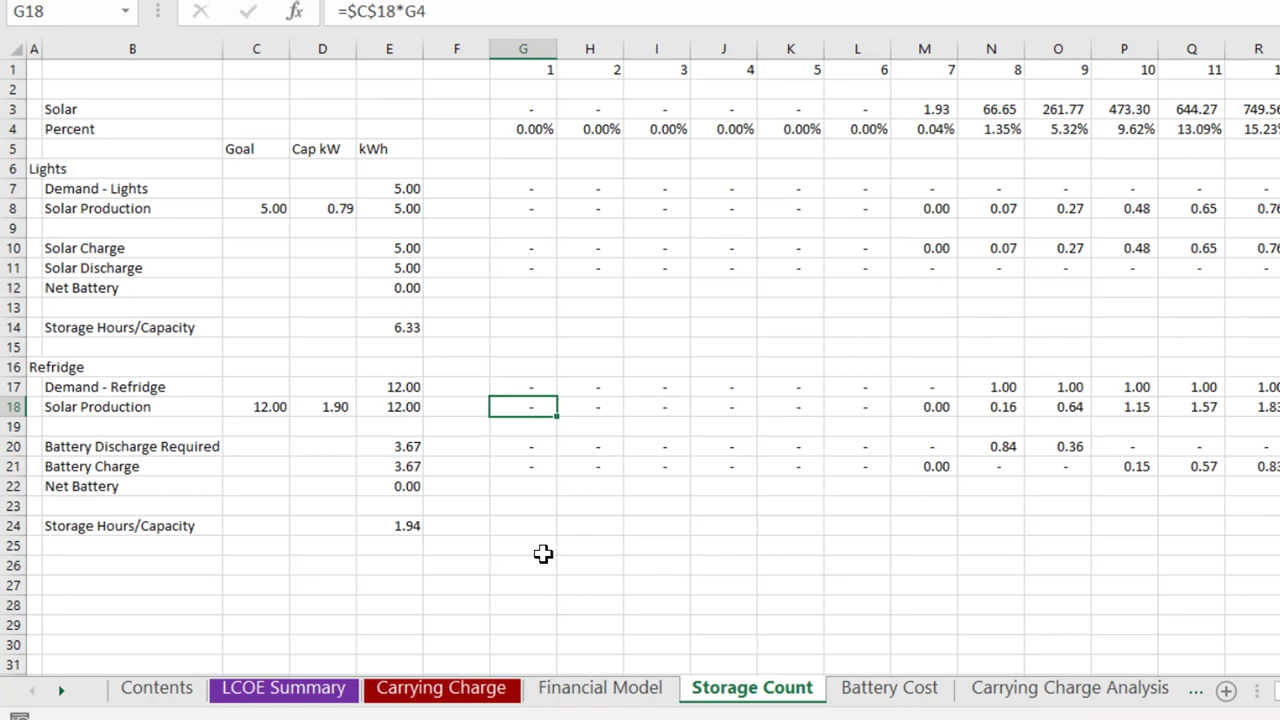 G18 fx =$C$18*G4
A B C D E F G H I J K L M N O P Q R
1 1 2 3 4 5 6 7 8 9 10 11
2
3 Solar - - - - - - 1.93 66.65 261.77 473.30 644.27 749.56
4 Percent 0.00% 0.00% 0.00% 0.00% 0.00% 0.00% 0.04% 1.35% 5.32% 9.62% 13.09% 15.23%
5 Goal Cap kW kWh
6 Lights
7 Demand - Lights 5.00 - - - - - - - - - - - -
8 Solar Production 5.00 0.79 5.00 - - - - - - 0.00 0.07 0.27 0.48 0.65 0.76
9
10 Solar Charge 5.00 - - - - - - 0.00 0.07 0.27 0.48 0.65 0.76
11 Solar Discharge 5.00 - - - - - - - - - - - -
12 Net Battery 0.00
13
14 Storage Hours/Capacity 6.33
15
16 Refridge
17 Demand - Refridge 12.00 - - - - - - - 1.00 1.00 1.00 1.00 1.00
18 Solar Production 12.00 1.90 12.00 - - - - - - 0.00 0.16 0.64 1.15 1.57 1.83
19
20 Battery Discharge Required 3.67 - - - - - - - 0.84 0.36 - - -
21 Battery Charge 3.67 - - - - - - 0.00 - - 0.15 0.57 0.83
22 Net Battery 0.00
23
24 Storage Hours/Capacity 1.94
25
26
27
28
29
30
31
Contents LCOE Summary Carrying Charge Financial Model Storage Count Battery Cost Carrying Charge Analysis ...